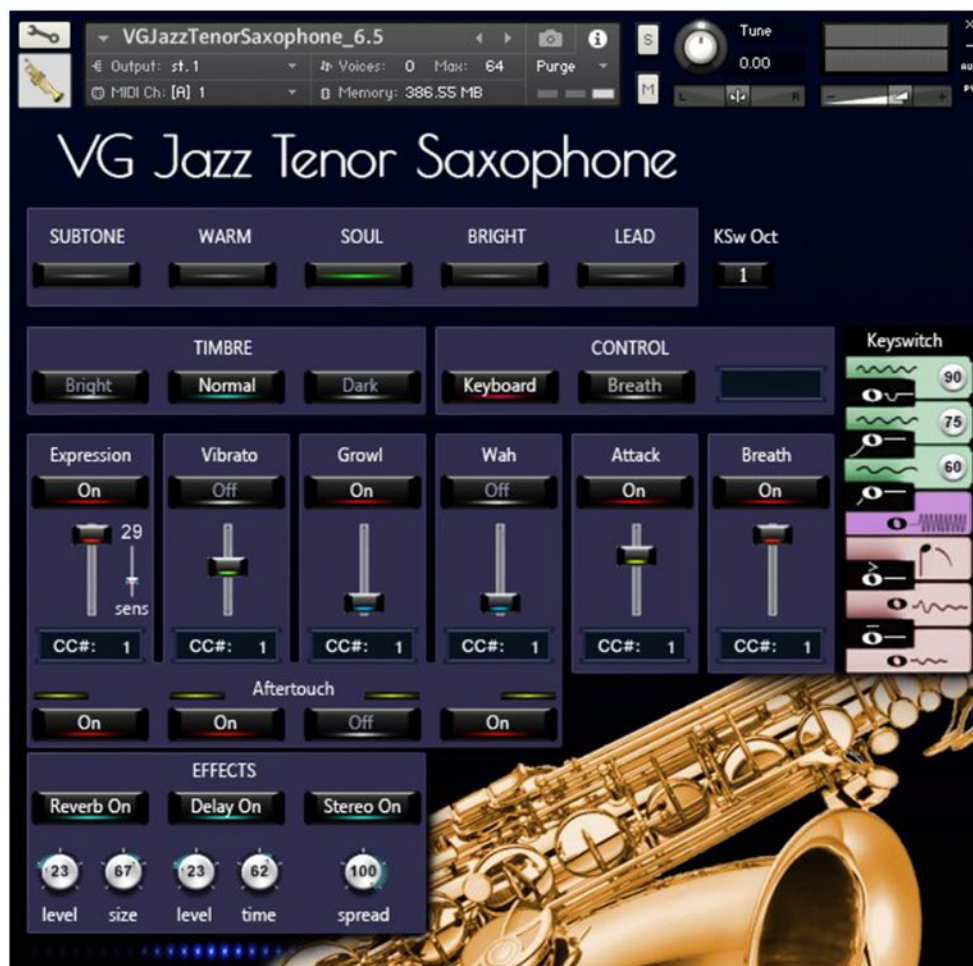 VGJazzTenorSaxophone_6.5
S
Tune
Output: st.1
Voices: 0 Max: 64
Purge
0.00
MIDI Ch: [A] 1
Memory: 386.55 MB
M
L
R
VG Jazz Tenor Saxophone
SUBTONE WARM SOUL BRIGHT LEAD KSw Oct
1
TIMBRE CONTROL Keyswitch
Bright Normal Dark Keyboard Breath
90
75
60
Expression Vibrato Growl Wah Attack Breath
On Off On Off On On
29
sens
CC#: 1 CC#: 1 CC#: 1 CC#: 1 CC#: 1 CC#: 1
Aftertouch
On On Off On
EFFECTS
Reverb On Delay On Stereo On
23 67 23 62 100
level size level time spread